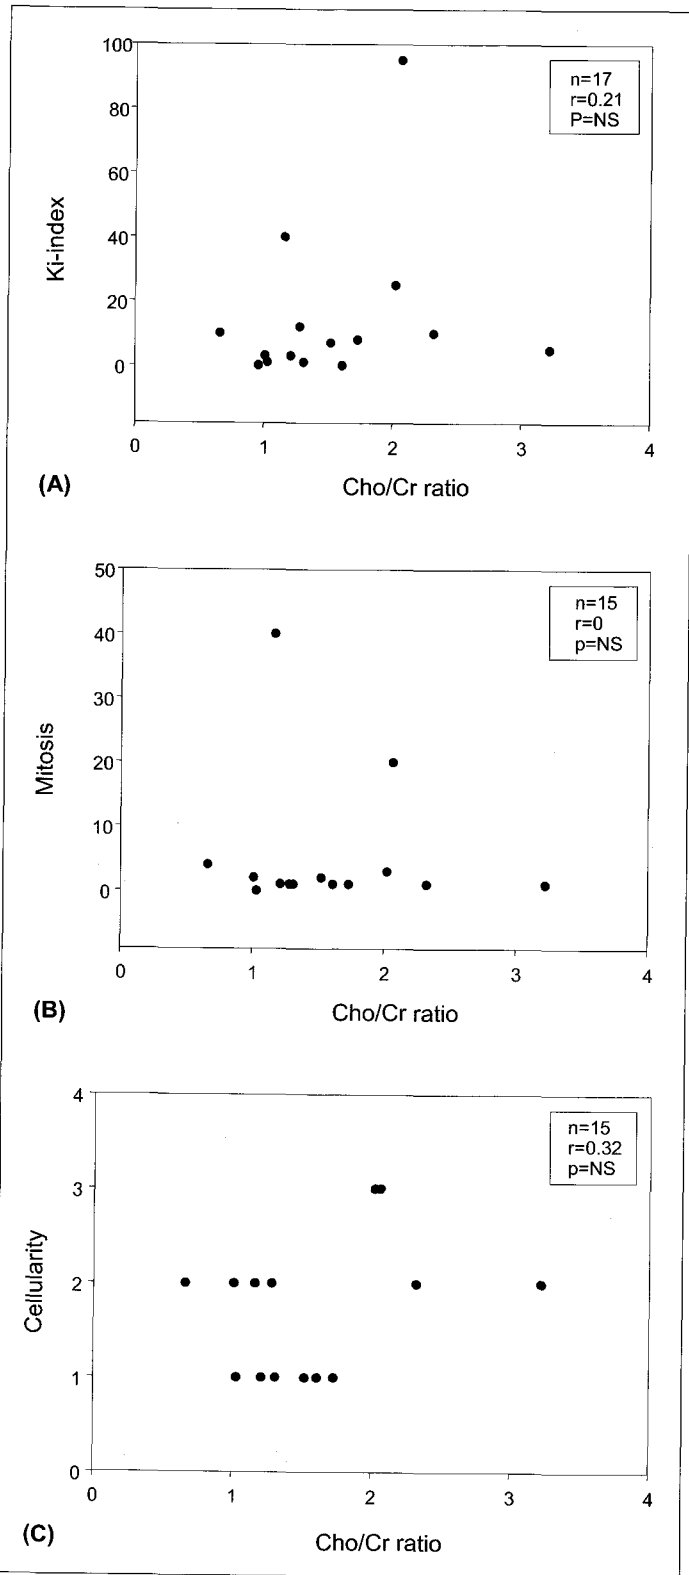 100
80
60
40
20
0
Ki-index
n=17
r=0.21
P=NS
0 1 2 3 4
(A) Cho/Cr ratio
50
40
30
20
10
0
Mitosis
n=15
r=0
p=NS
0 1 2 3 4
(B) Cho/Cr ratio
4
3
2
1
0
Cellularity
n=15
r=0.32
p=NS
0 1 2 3 4
(C) Cho/Cr ratio